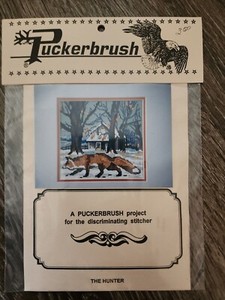 Puckerbrush
A PUCKERBRUSH project
for the discriminating stitcher
THE HUNTER